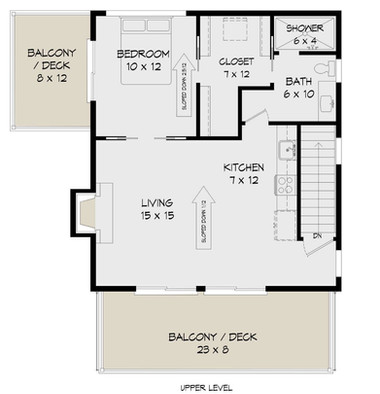 BALCONY
/ DECK
8 x 12
BEDROOM
10 x 12
SLOPED DOWN 2.5/12
CLOSET
7 x 12
SHOWER
6 x 4
BATH
6 x 10
KITCHEN
7 x 12
LIVING
15 x 15
SLOPED DOWN 1/2
DN
BALCONY / DECK
23 x 8
UPPER LEVEL